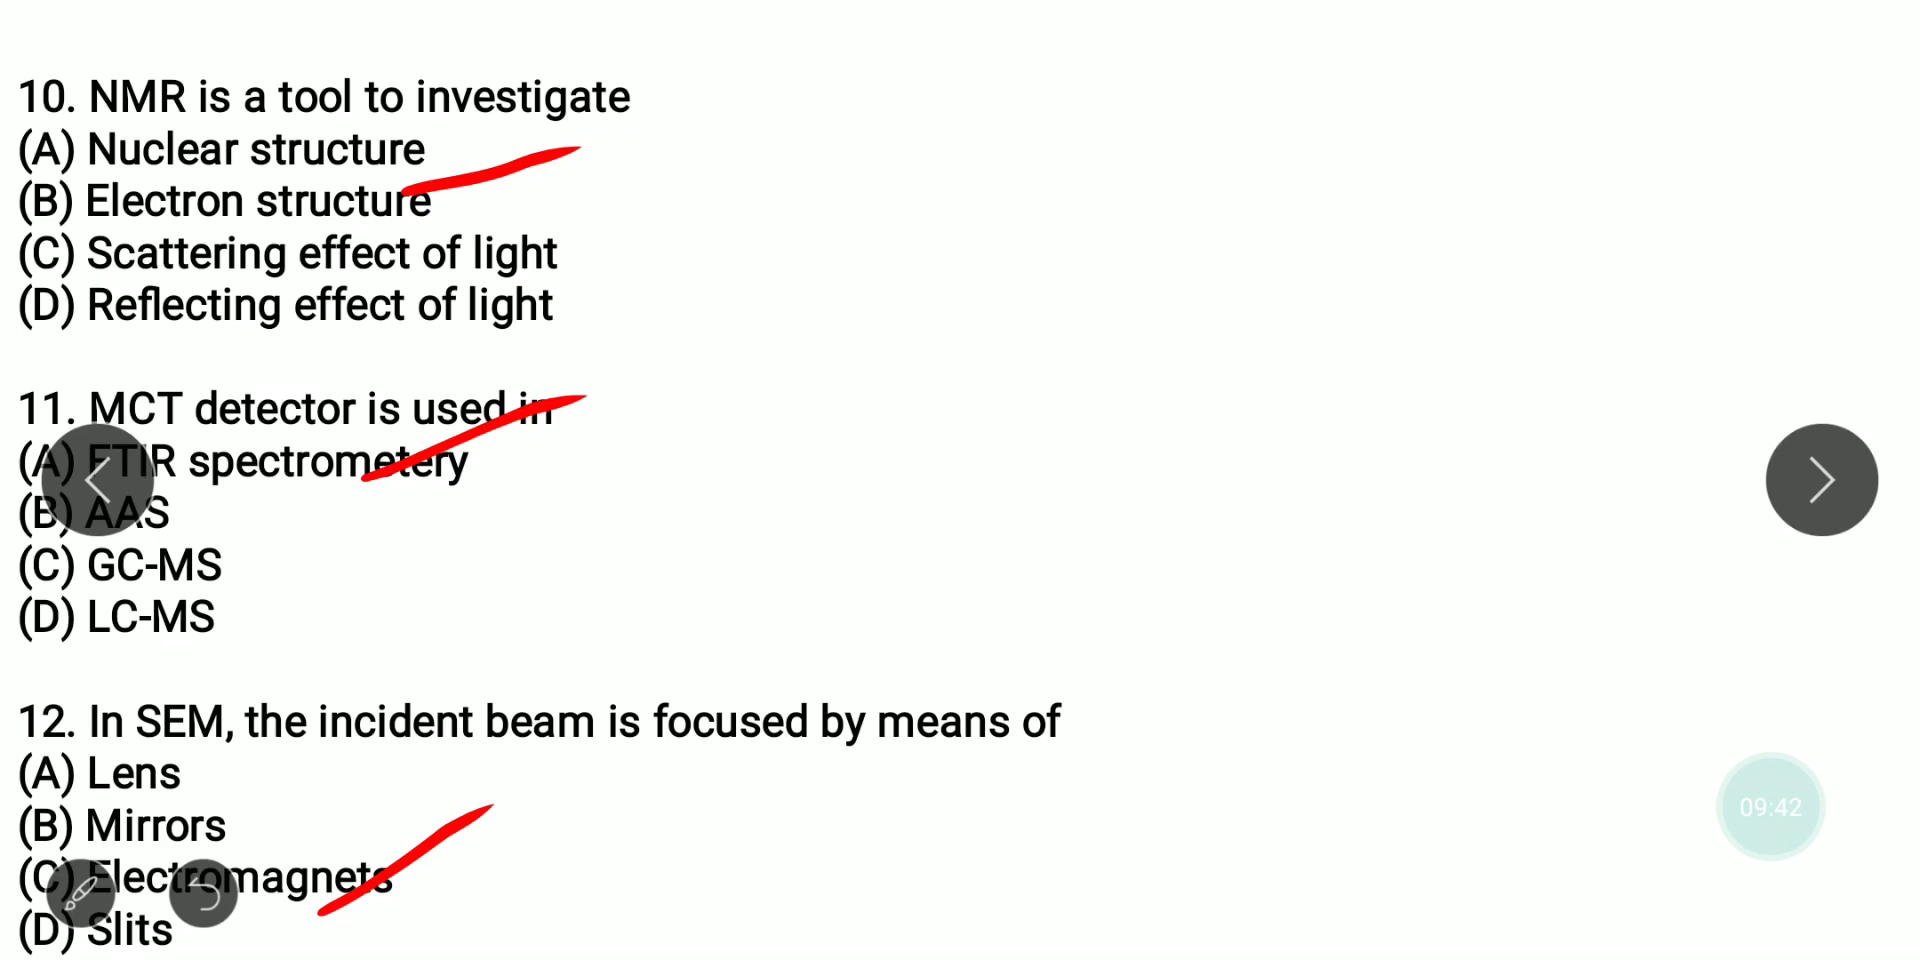 10. NMR is a tool to investigate
(A) Nuclear structure
(B) Electron structure
(C) Scattering effect of light
(D) Reflecting effect of light
11. MCT detector is used in
(A) FTIR spectrometery
(B) AAS
(C) GC-MS
(D) LC-MS
12. In SEM, the incident beam is focused by means of
(A) Lens
(B) Mirrors
(C) Electromagnets
(D) Slits
09:42